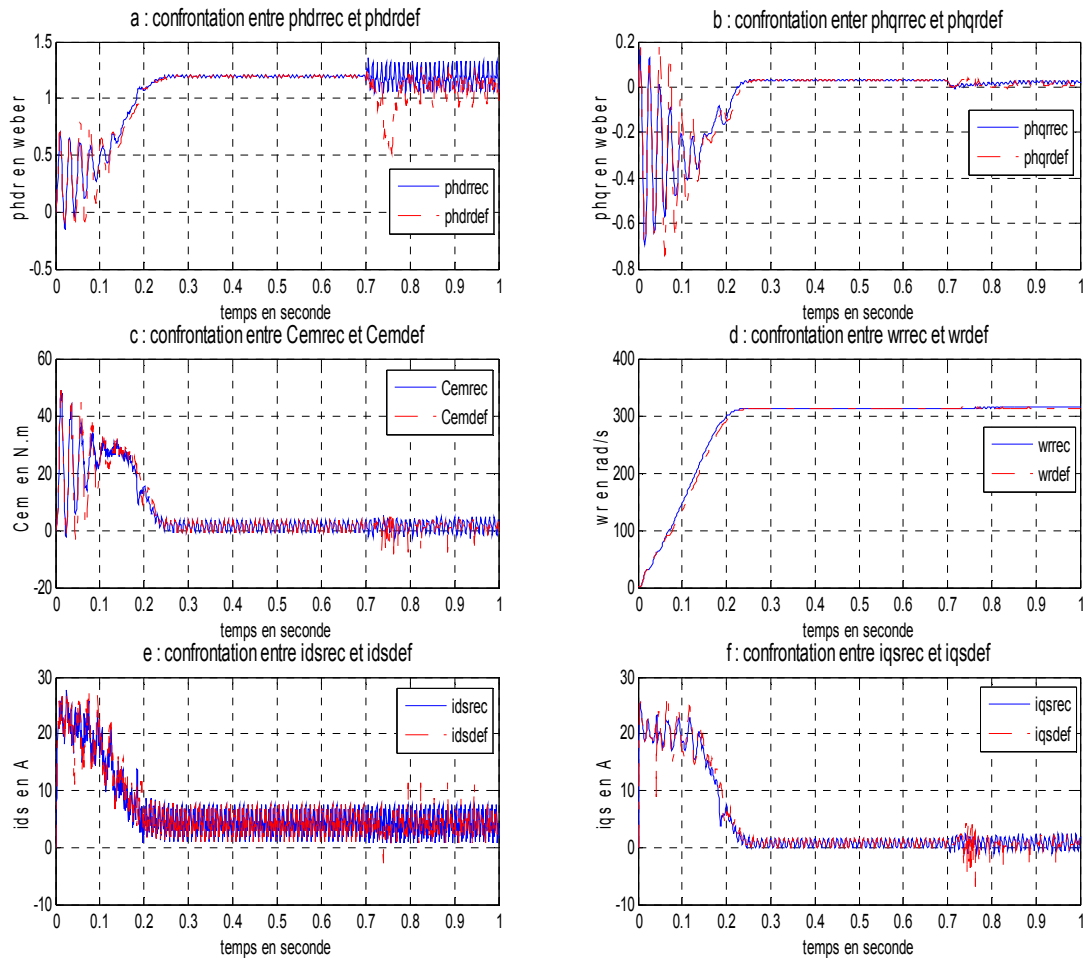 a : confrontation entre phdrrec et phdrdef
1.5
1
0.5
0
-0.5
phdr en weber
phdrrec
phdrdef
0 0.1 0.2 0.3 0.4 0.5 0.6 0.7 0.8 0.9 1
temps en seconde
b : confrontation enter phqrrec et phqrdef
0.2
0
-0.2
-0.4
-0.6
-0.8
phqr en weber
phqrrec
phqrdef
0 0.1 0.2 0.3 0.4 0.5 0.6 0.7 0.8 0.9 1
temps en seconde
c : confrontation entre Cemrec et Cemdef
60
40
20
0
-20
Cem en N.m
Cemrec
Cemdef
0 0.1 0.2 0.3 0.4 0.5 0.6 0.7 0.8 0.9 1
temps en seconde
d : confrontation entre wrrec et wrdef
400
300
200
100
0
wr en rad/s
wrrec
wrdef
0 0.1 0.2 0.3 0.4 0.5 0.6 0.7 0.8 0.9 1
temps en seconde
e : confrontation entre idsrec et idsdef
30
20
10
0
-10
ids en A
idsrec
idsdef
0 0.1 0.2 0.3 0.4 0.5 0.6 0.7 0.8 0.9 1
temps en seconde
f : confrontation entre iqsrec et iqsdef
30
20
10
0
-10
iqs en A
iqsrec
iqsdef
0 0.1 0.2 0.3 0.4 0.5 0.6 0.7 0.8 0.9 1
temps en seconde